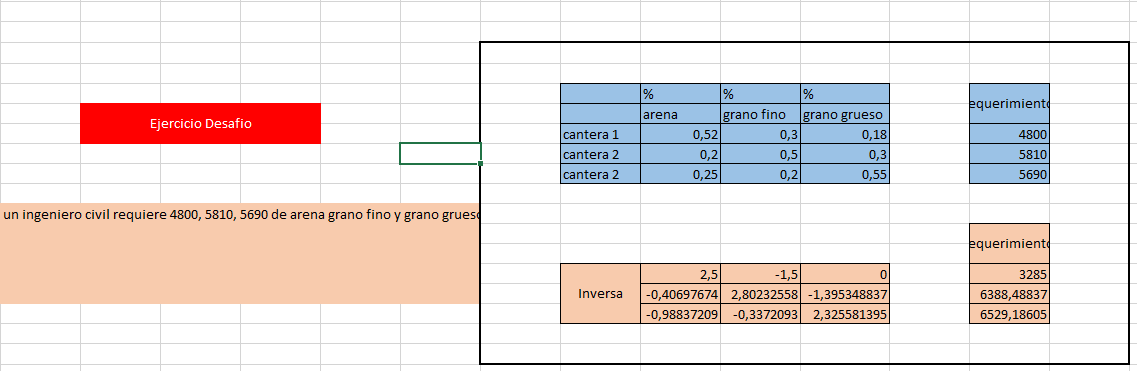 % % %
equerimiento
arena grano fino grano grueso
Ejercicio Desafio
cantera 1 0,52 0,3 0,18 4800
cantera 2 0,2 0,5 0,3 5810
cantera 2 0,25 0,2 0,55 5690
un ingeniero civil requiere 4800, 5810, 5690 de arena grano fino y grano grueso
equerimiento
Inversa
2,5 -1,5 0 3285
-0,40697674 2,80232558 -1,395348837 6388,48837
-0,98837209 -0,3372093 2,325581395 6529,18605